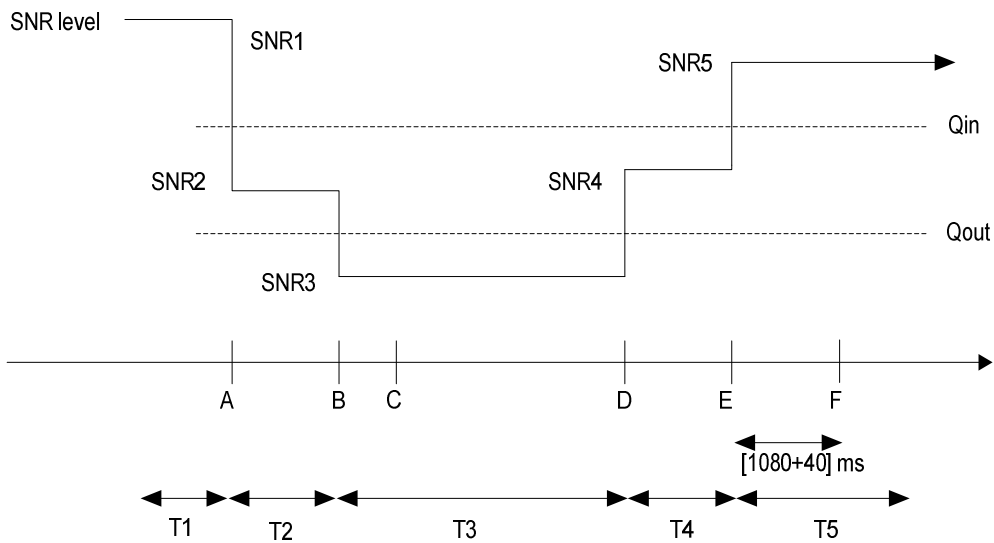 SNR level
SNR1
SNR5
Qin
SNR2
SNR4
Qout
SNR3
A
B
C
D
E
F
[1080+40] ms
T1
T2
T3
T4
T5